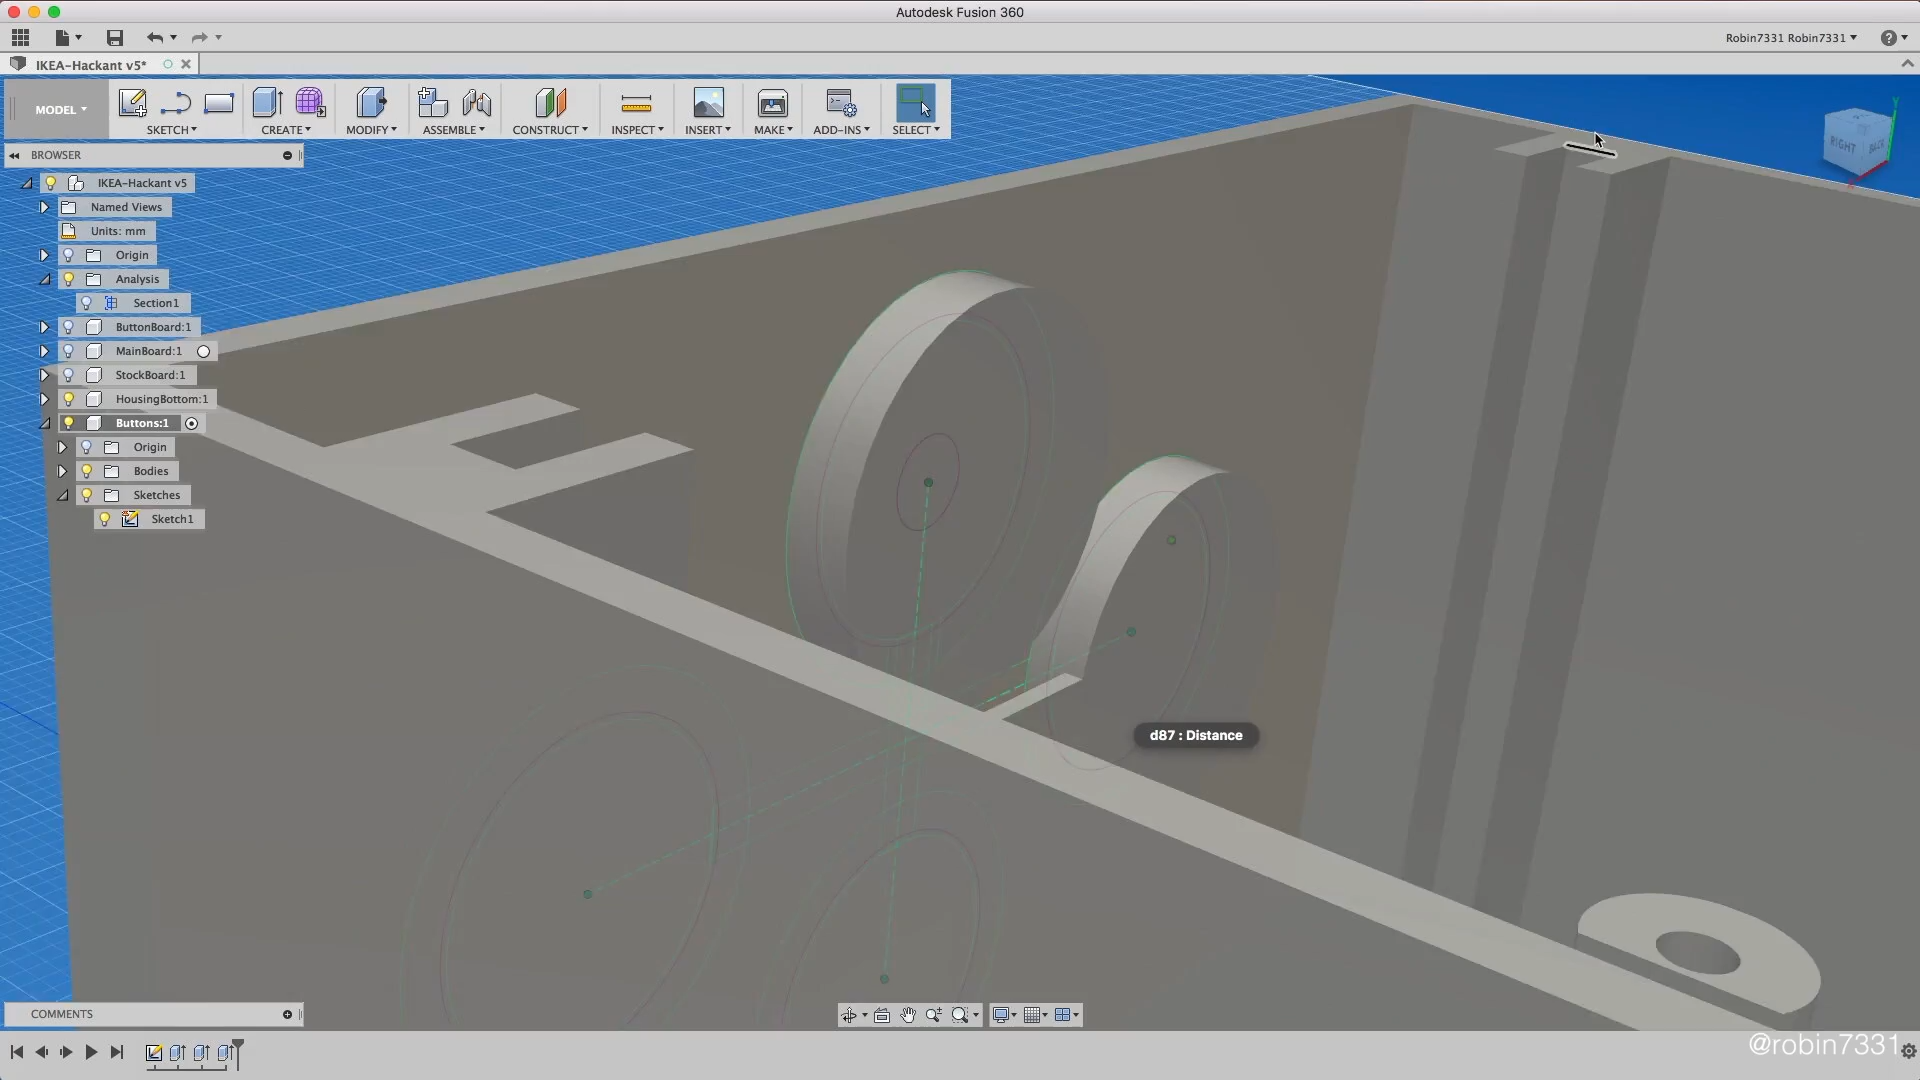 Autodesk Fusion 360
Robin7331 Robin7331
IKEA-Hackant v5*
MODEL
SKETCH
CREATE
MODIFY
ASSEMBLE
CONSTRUCT
INSPECT
INSERT
MAKE
ADD-INS
SELECT
RIGHT
BACK
BROWSER
IKEA-Hackant v5
Named Views
Units: mm
Origin
Analysis
Section1
ButtonBoard:1
MainBoard:1
StockBoard:1
HousingBottom:1
Buttons:1
Origin
Bodies
Sketches
Sketch1
d87 : Distance
COMMENTS
@robin7331